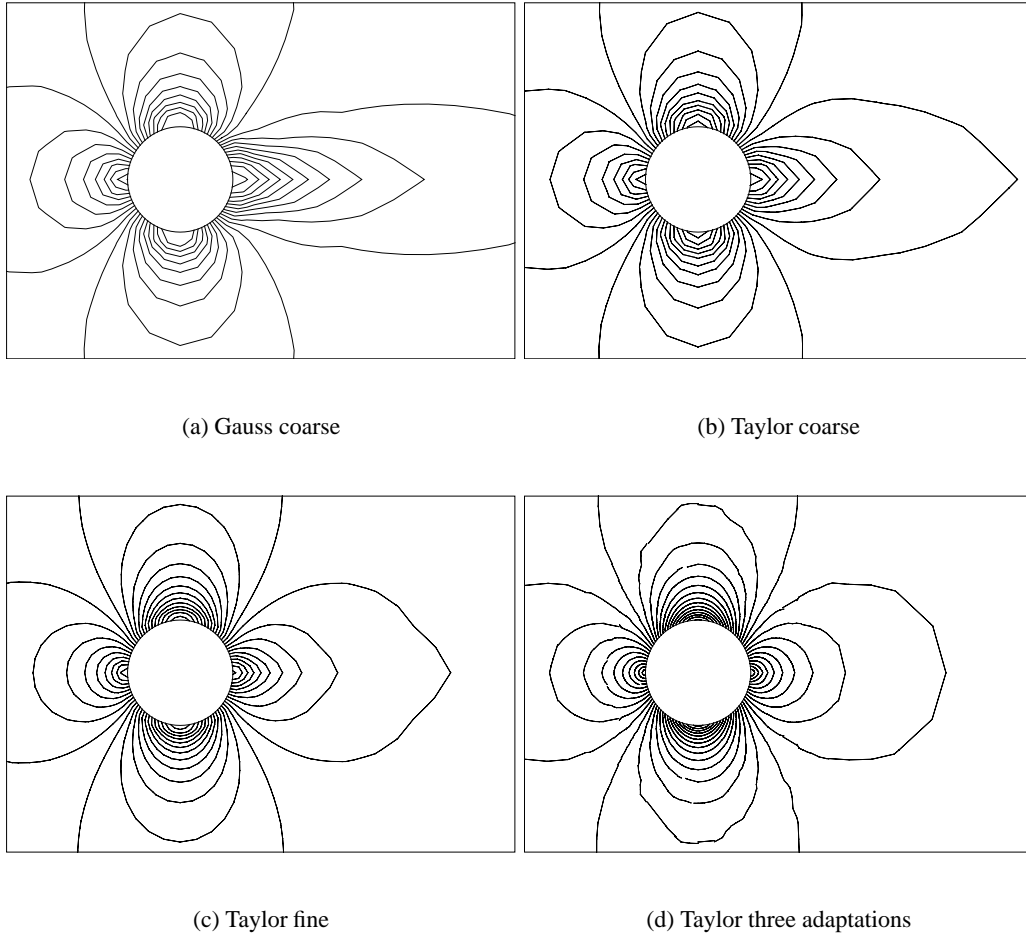 (a) Gauss coarse
(b) Taylor coarse
(c) Taylor fine
(d) Taylor three adaptations